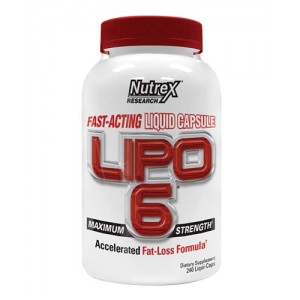 NutreX
RESEARCH
FAST-ACTING LIQUID CAPSULE
LIPO
6
MAXIMUM STRENGTH†
Accelerated Fat-Loss Formula†
Dietary Supplement
240 Liqui-Caps